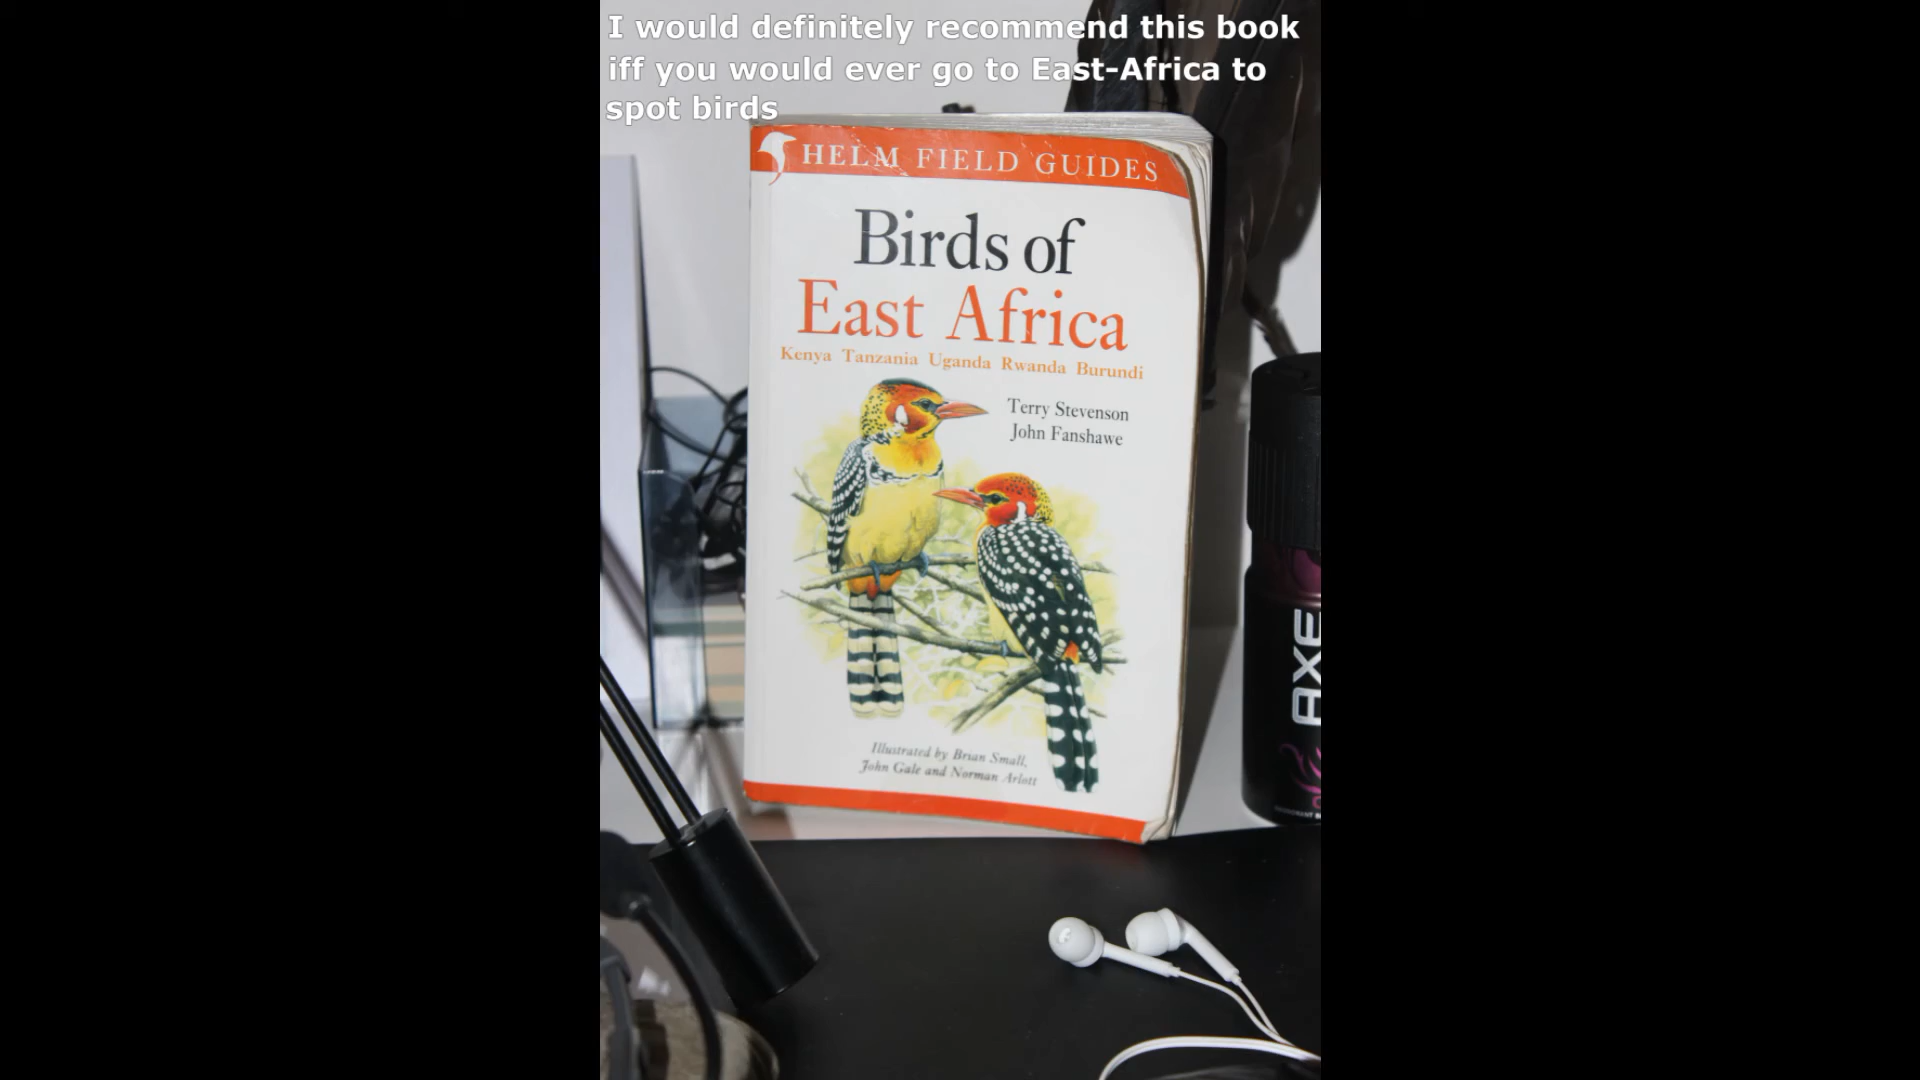 I would definitely recommend this book
iff you would ever go to East-Africa to
spot birds
HELM FIELD GUIDES
Birds of
East Africa
Kenya Tanzania Uganda Rwanda Burundi
Terry Stevenson
John Fanshawe
Illustrated by Brian Small,
John Gale and Norman Arlott
AXE